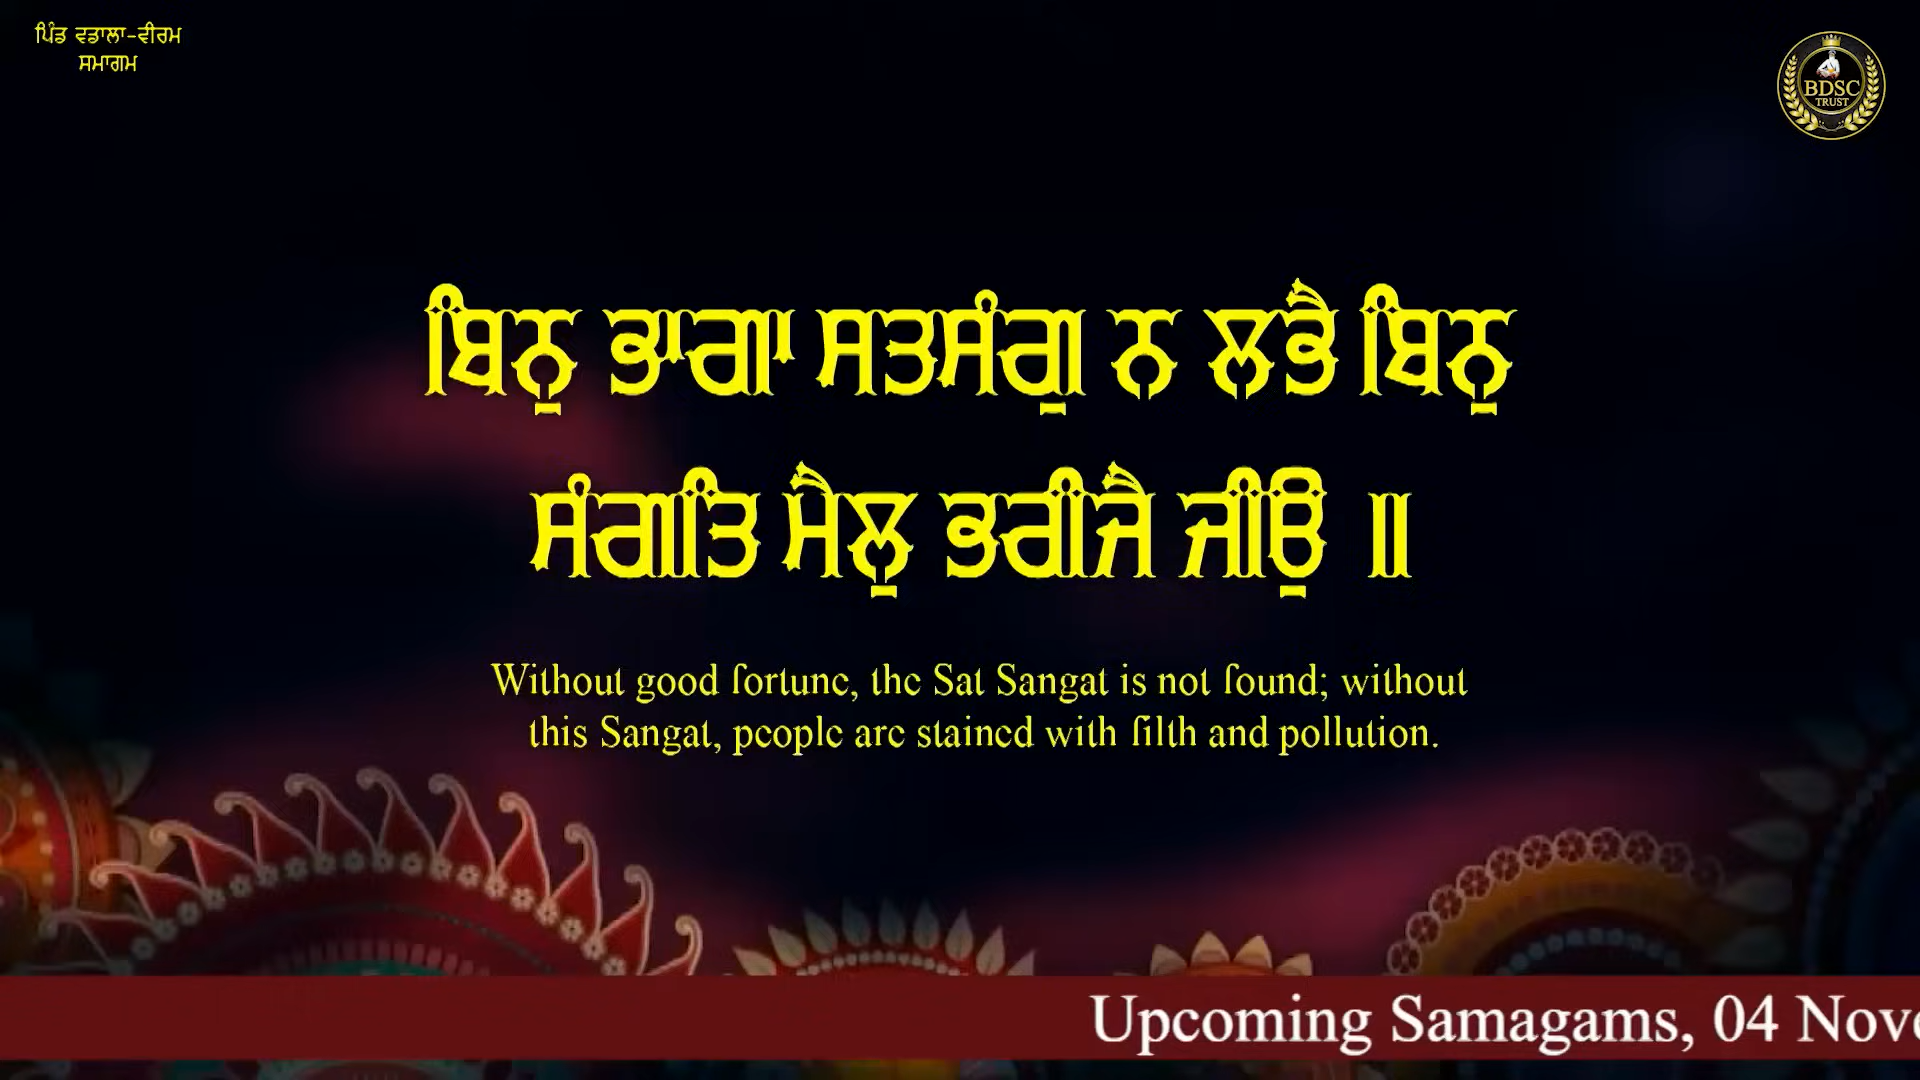 ਪਿੰਡ ਵਡਾਲਾ-ਵੀਰਮ
ਸਮਾਗਮ
BDSC
TRUST
ਬਿਨੁ ਭਾਗਾ ਸਤਸੰਗੁ ਨ ਲਭੈ ਬਿਨੁ
ਸੰਗਤਿ ਮੈਲੁ ਭਰੀਜੈ ਜੀਉ ॥
Without good fortune, the Sat Sangat is not found; without
this Sangat, people are stained with filth and pollution.
Upcoming Samagams, 04 Nove